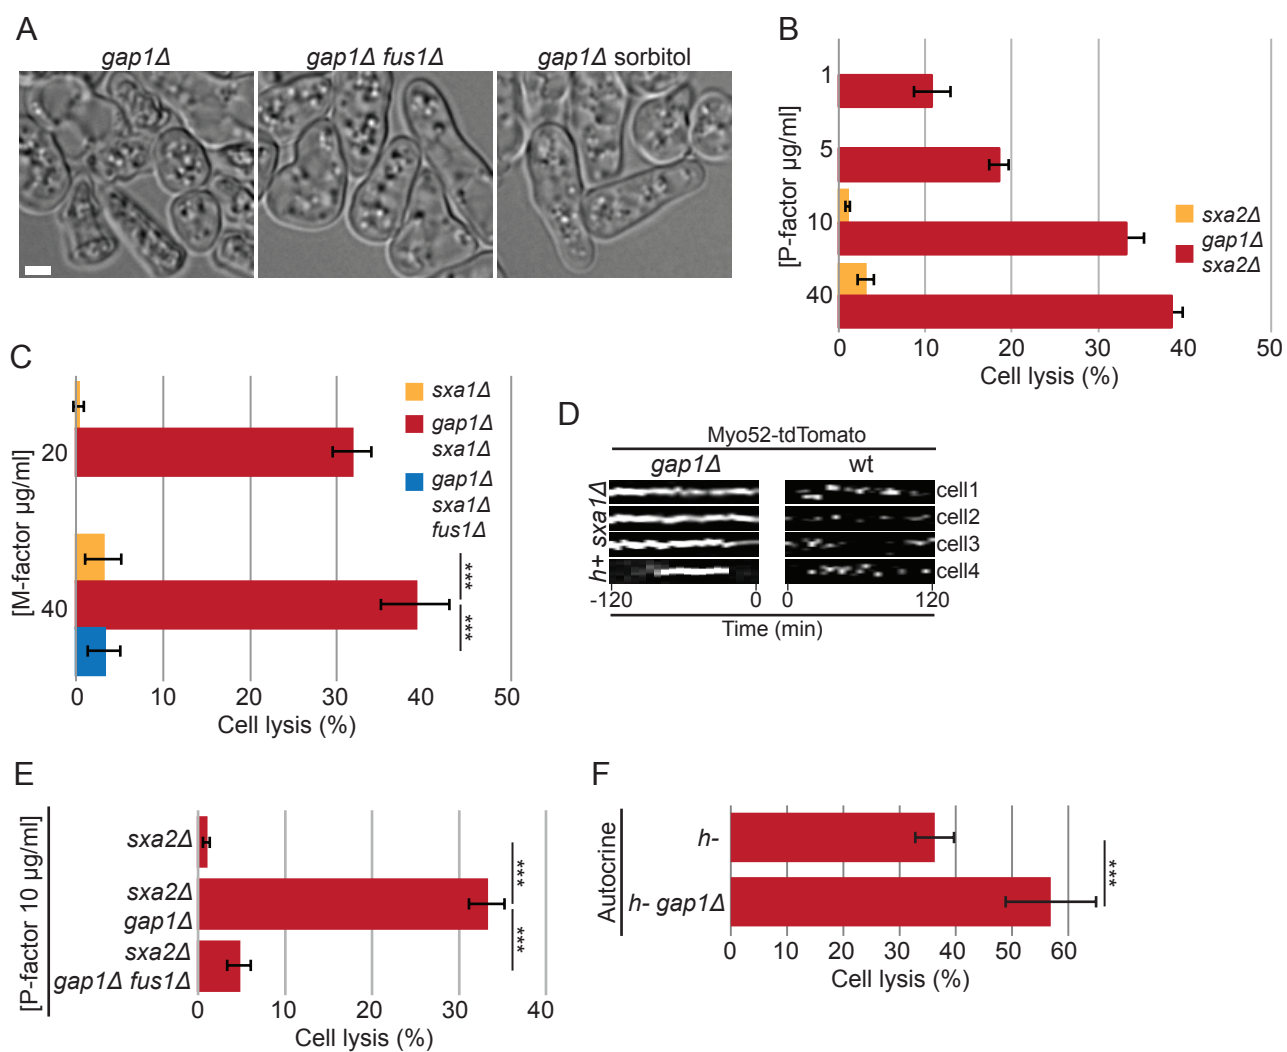 A
gap1Δ
gap1Δ fus1Δ
gap1Δ sorbitol
B
[P-factor µg/ml]
1
5
10
40
sxa2Δ
gap1Δ
sxa2Δ
0
10
20
30
40
50
Cell lysis (%)
C
[M-factor µg/ml]
20
40
sxa1Δ
gap1Δ
sxa1Δ
gap1Δ
sxa1Δ
fus1Δ
***
***
0
10
20
30
40
50
Cell lysis (%)
D
Myo52-tdTomato
gap1Δ
wt
h+ sxa1Δ
cell1
cell2
cell3
cell4
-120
0
0
120
Time (min)
E
[P-factor 10 µg/ml]
sxa2Δ
sxa2Δ
gap1Δ
sxa2Δ
gap1Δ fus1Δ
***
***
0
10
20
30
40
Cell lysis (%)
F
Autocrine
h-
h- gap1Δ
***
0
10
20
30
40
50
60
Cell lysis (%)